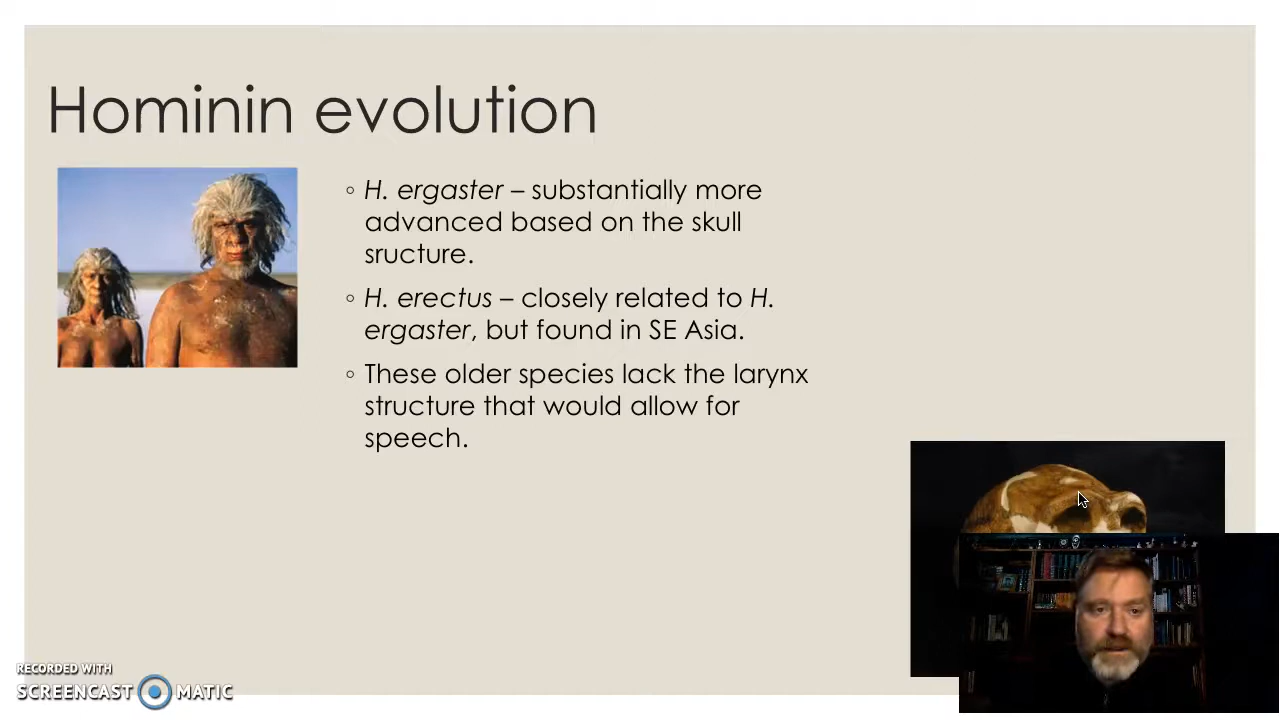 Hominin evolution
◦ H. ergaster – substantially more
advanced based on the skull
sructure.
◦ H. erectus – closely related to H.
ergaster, but found in SE Asia.
◦ These older species lack the larynx
structure that would allow for
speech.
RECORDED WITH
SCREENCAST MATIC